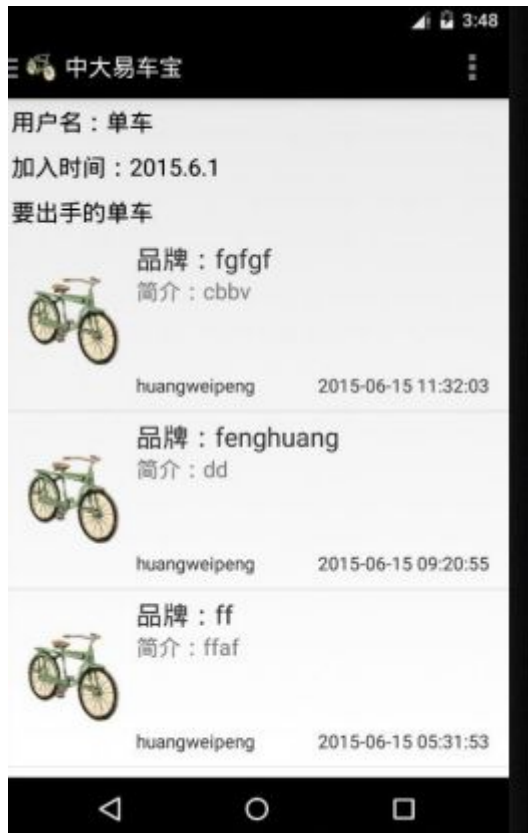 3:48
中大易车宝
用户名：单车
加入时间：2015.6.1
要出手的单车
品牌：fgfgf
简介：cbbv
huangweipeng 2015-06-15 11:32:03
品牌：fenghuang
简介：dd
huangweipeng 2015-06-15 09:20:55
品牌：ff
简介：ffaf
huangweipeng 2015-06-15 05:31:53